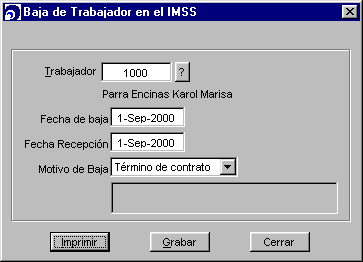 Baja de Trabajador en el IMSS
Trabajador 1000 ?
Parra Encinas Karol Marisa
Fecha de baja 1-Sep-2000
Fecha Recepción 1-Sep-2000
Motivo de Baja Término de contrato
Imprimir Grabar Cerrar